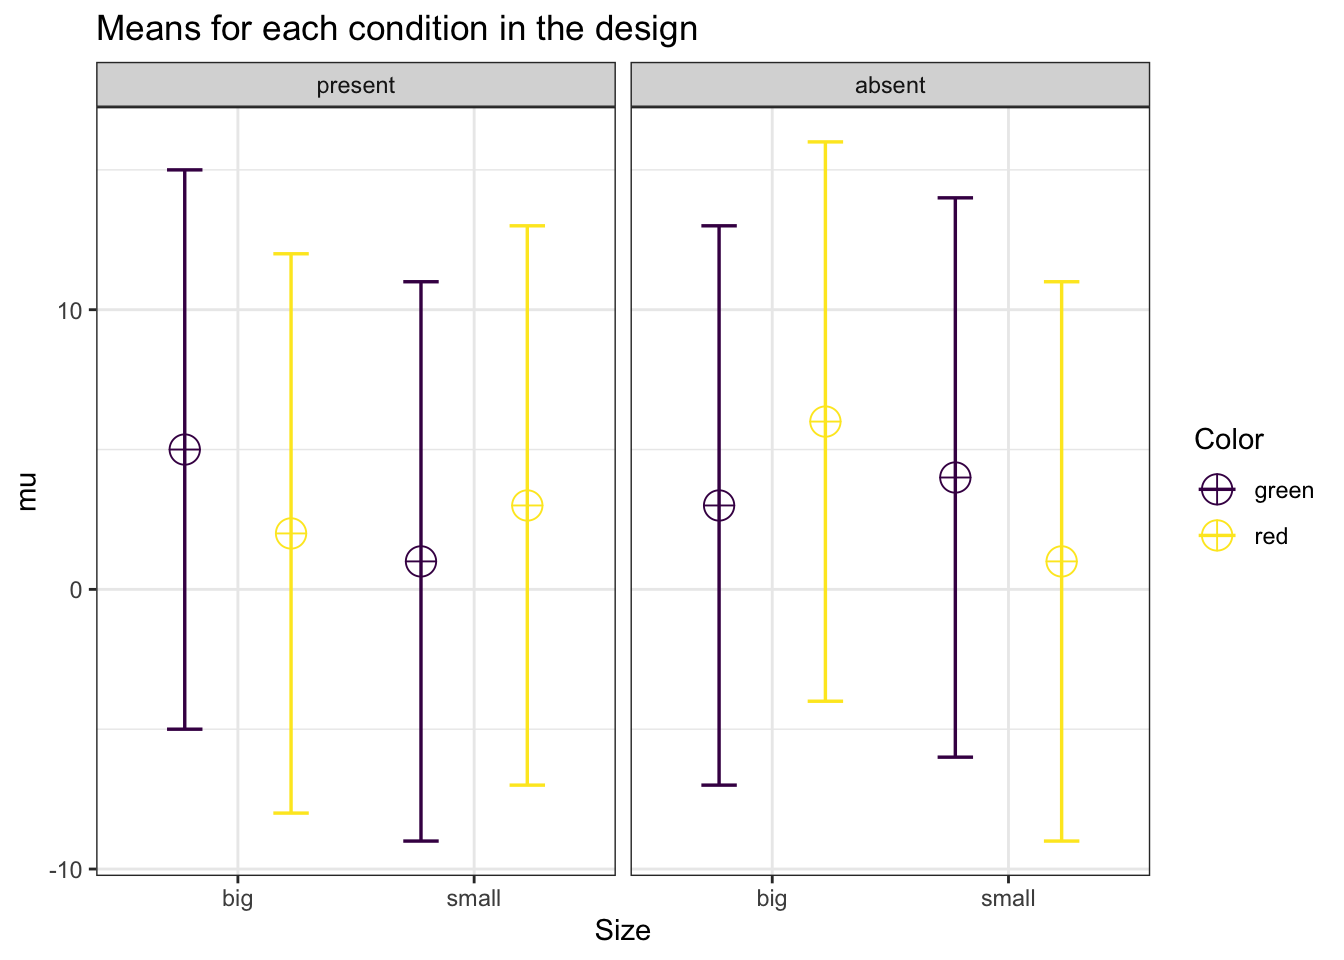 Means for each condition in the design
present
absent
10
0
-10
mu
big
small
big
small
Size
Color
green
red